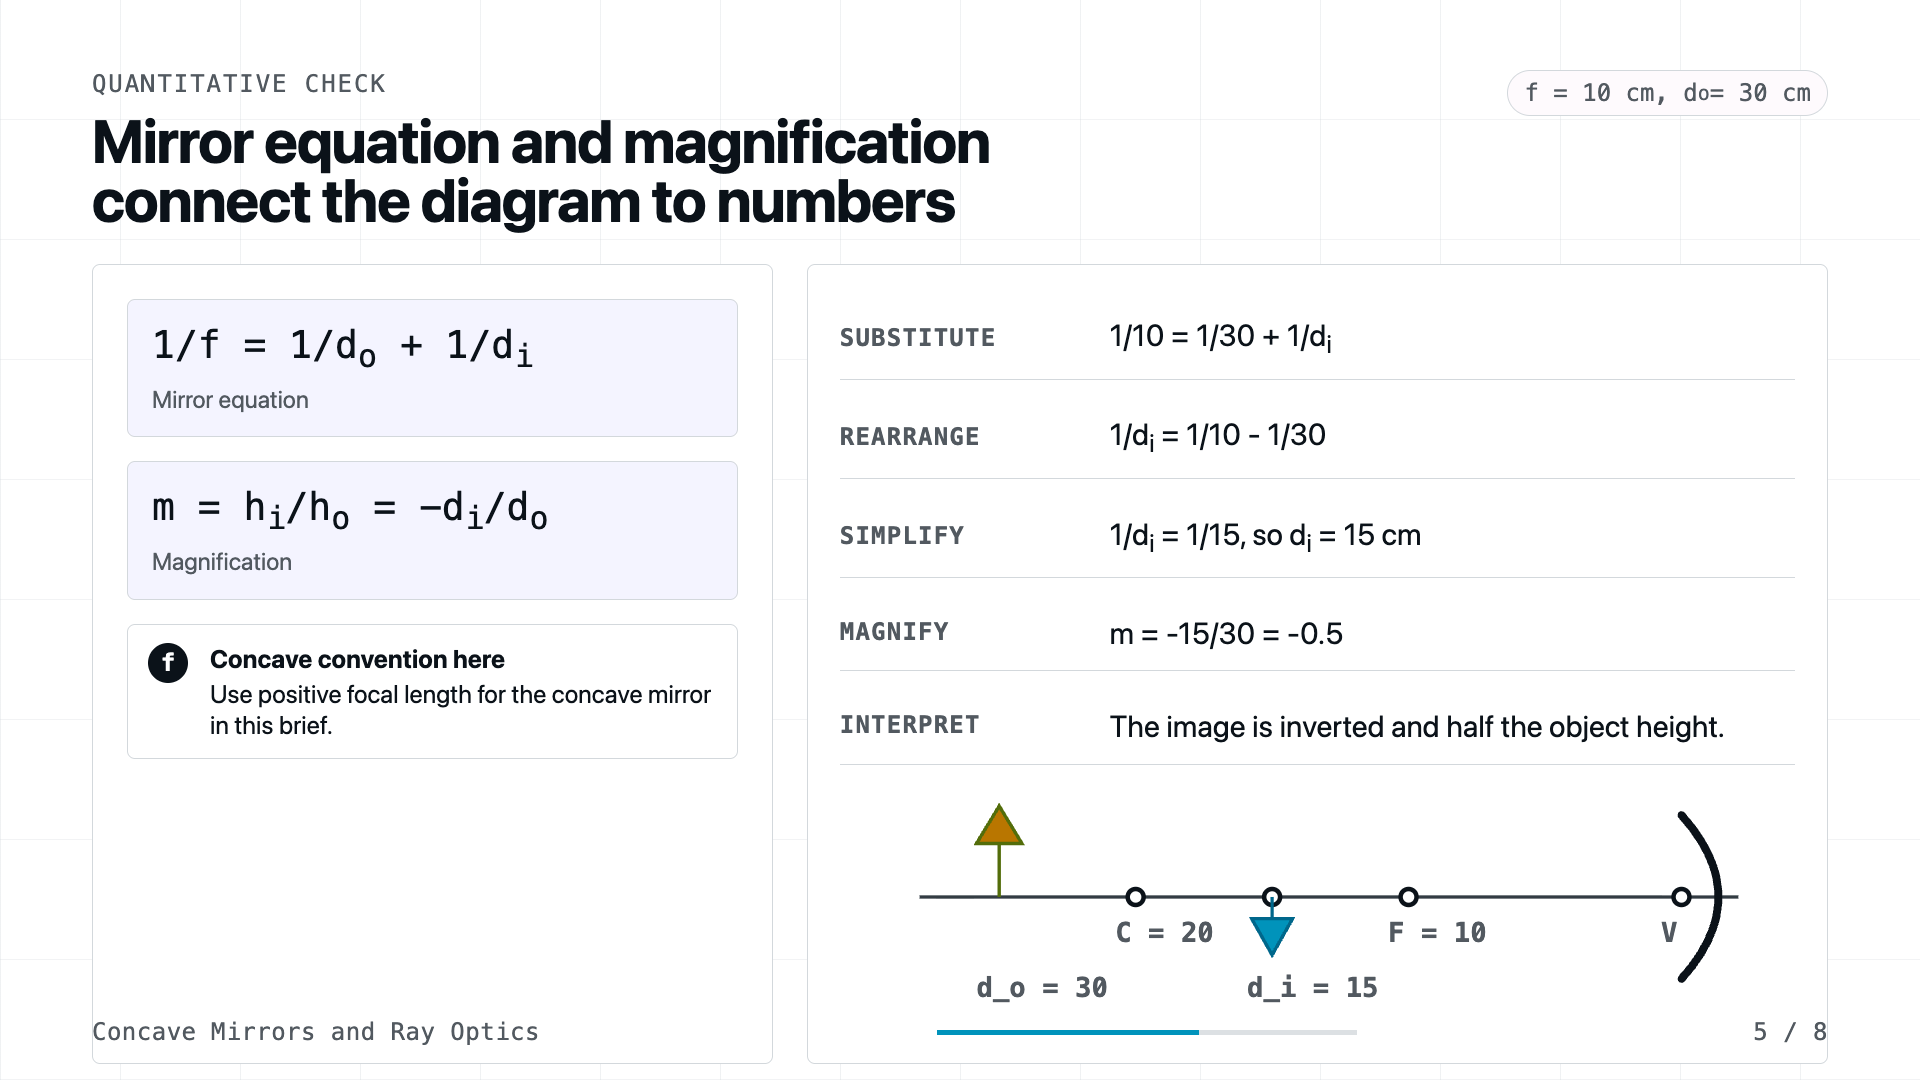 QUANTITATIVE CHECK
f = 10 cm, do= 30 cm
Mirror equation and magnification
connect the diagram to numbers
1/f = 1/dₒ + 1/dᵢ
Mirror equation
m = hᵢ/hₒ = −dᵢ/dₒ
Magnification
f
Concave convention here
Use positive focal length for the concave mirror
in this brief.
SUBSTITUTE 1/10 = 1/30 + 1/dᵢ
REARRANGE 1/dᵢ = 1/10 - 1/30
SIMPLIFY 1/dᵢ = 1/15, so dᵢ = 15 cm
MAGNIFY m = -15/30 = -0.5
INTERPRET The image is inverted and half the object height.
C = 20 F = 10 V
d_o = 30 d_i = 15
Concave Mirrors and Ray Optics
5 / 8